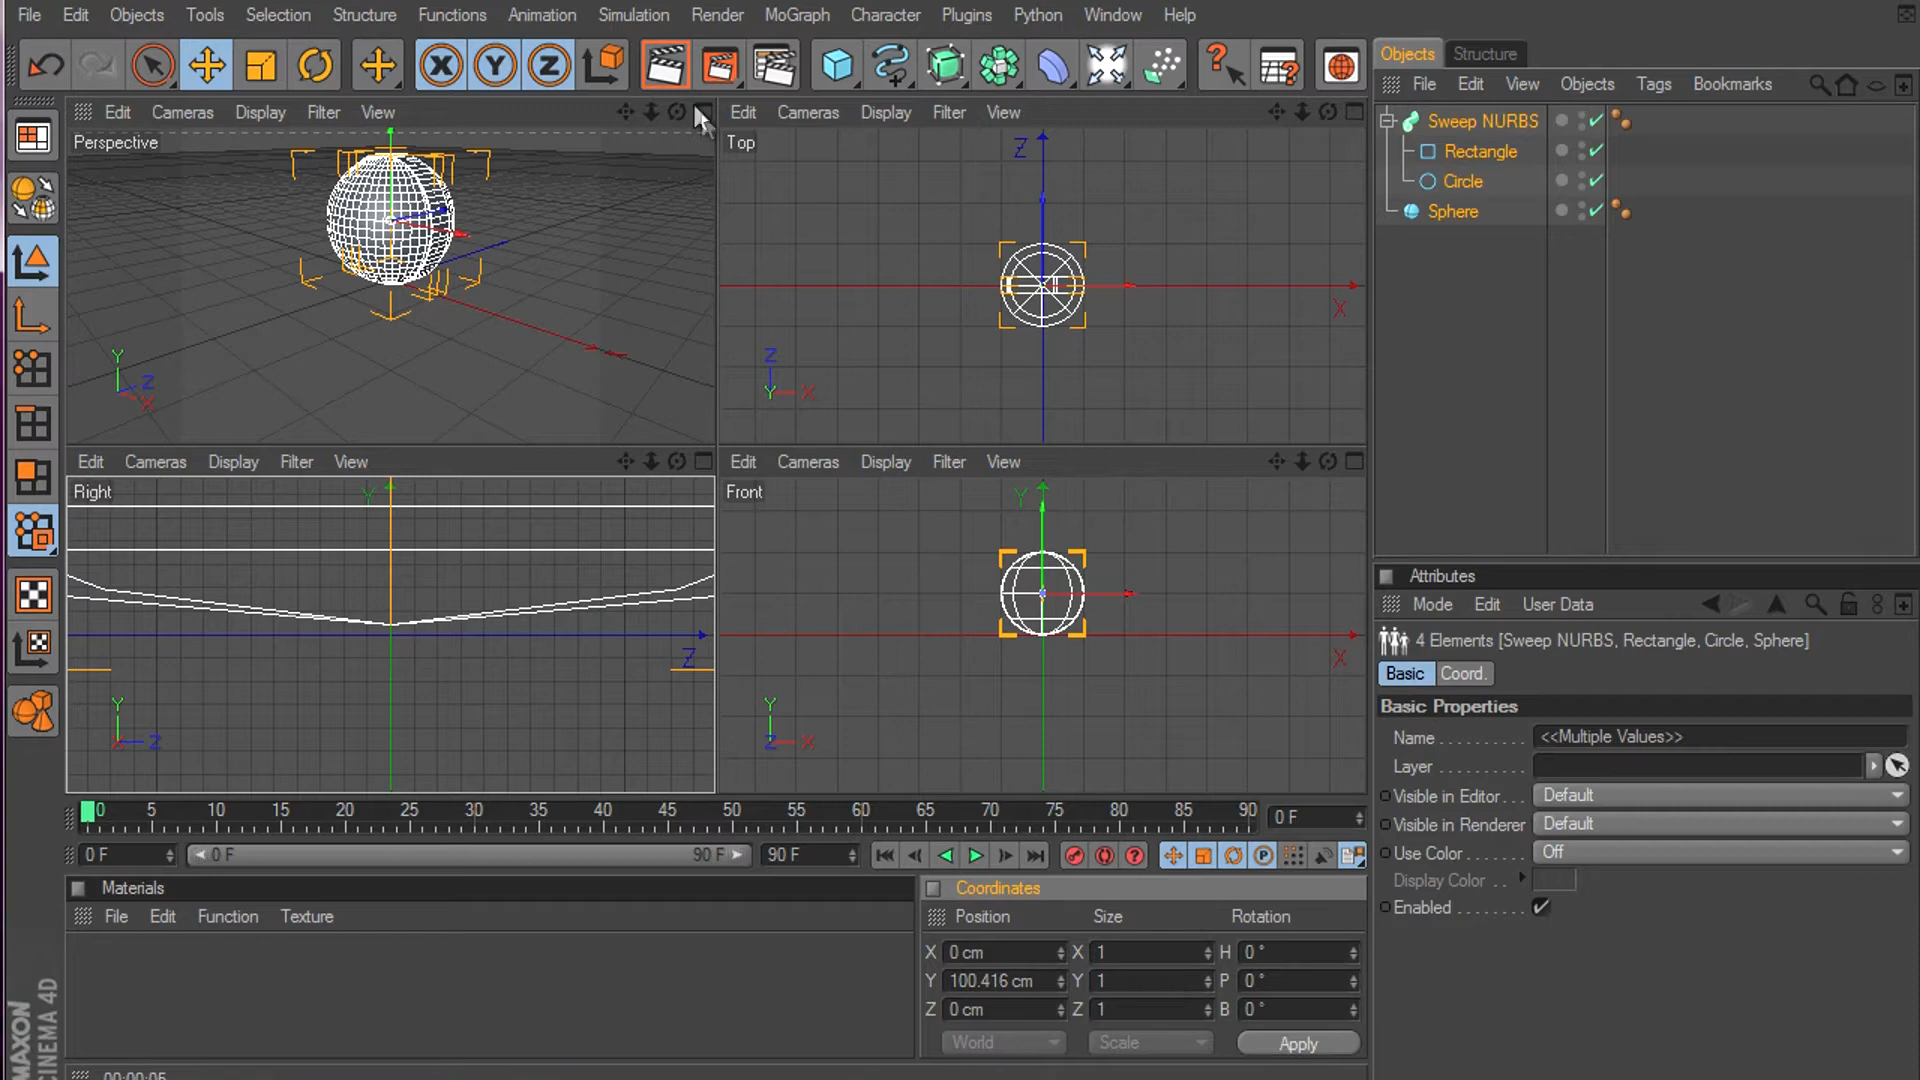 File Edit Objects Tools Selection Structure Functions Animation Simulation Render MoGraph Character Plugins Python Window Help
Objects Structure
File Edit View Objects Tags Bookmarks
Edit Cameras Display Filter View
Edit Cameras Display Filter View
Perspective
Top
Sweep NURBS
Rectangle
Circle
Sphere
Z
X
Y
Z
X
Z
Y
X
Edit Cameras Display Filter View
Edit Cameras Display Filter View
Right
Front
Y
Z
Y
X
Z
Y
X
Y
Z
X
Attributes
Mode Edit User Data
4 Elements [Sweep NURBS, Rectangle, Circle, Sphere]
Basic Coord.
Basic Properties
Name <<Multiple Values>>
Layer
Visible in Editor Default
Visible in Renderer Default
Use Color Off
Display Color
Enabled
0 5 10 15 20 25 30 35 40 45 50 55 60 65 70 75 80 85 90 0 F
0 F 0 F 90 F 90 F
Materials
File Edit Function Texture
Coordinates
Position Size Rotation
X 0 cm X 1 H 0 °
Y 100.416 cm Y 1 P 0 °
Z 0 cm Z 1 B 0 °
World Scale Apply
MAXON
CINEMA 4D
00:00:05